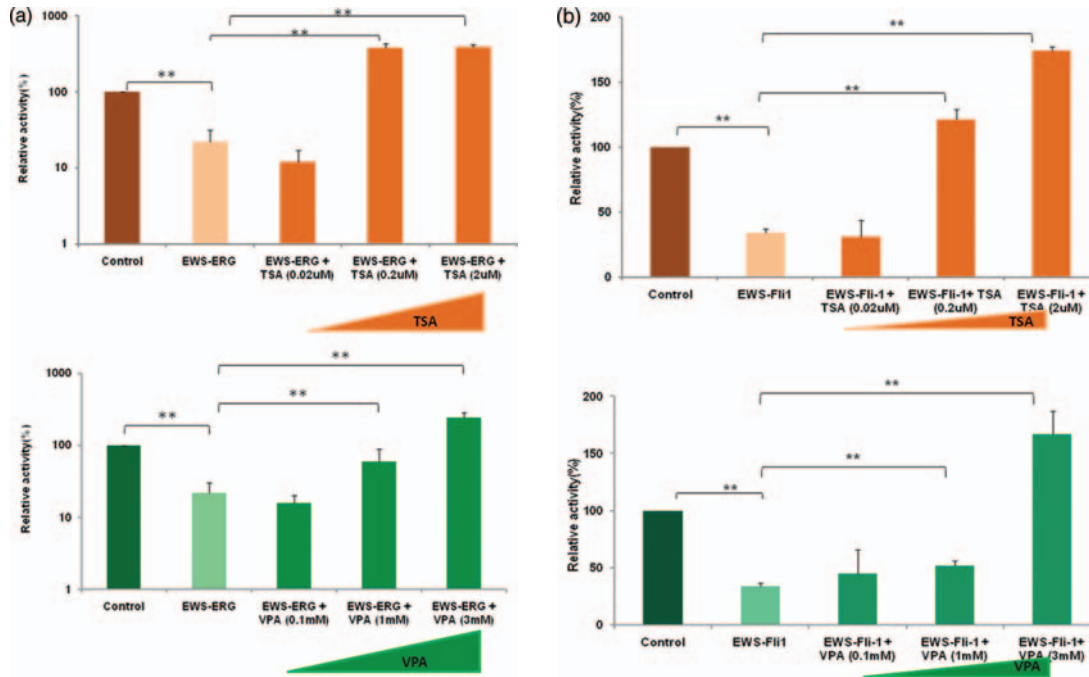 (a)
**
**
**
1000
100
10
1
Relative activity(%)
Control
EWS-ERG
EWS-ERG +
TSA (0.02uM)
EWS-ERG +
TSA (0.2uM)
EWS-ERG +
TSA (2uM)
TSA
**
**
**
1000
100
10
1
Relative activity(%)
Control
EWS-ERG
EWS-ERG +
VPA (0.1mM)
EWS-ERG +
VPA (1mM)
EWS-ERG +
VPA (3mM)
VPA
(b)
**
**
**
200
150
100
50
0
Relative activity(%)
Control
EWS-Fli1
EWS-Fli-1 +
TSA (0.02uM)
EWS-Fli-1+ TSA
(0.2uM)
EWS-Fli-1 +
TSA (2uM)
TSA
**
**
**
200
150
100
50
0
Relative activity(%)
Control
EWS-Fli1
EWS-Fli-1 +
VPA (0.1mM)
EWS-Fli-1 +
VPA (1mM)
EWS-Fli-1+
VPA (3mM)
VPA